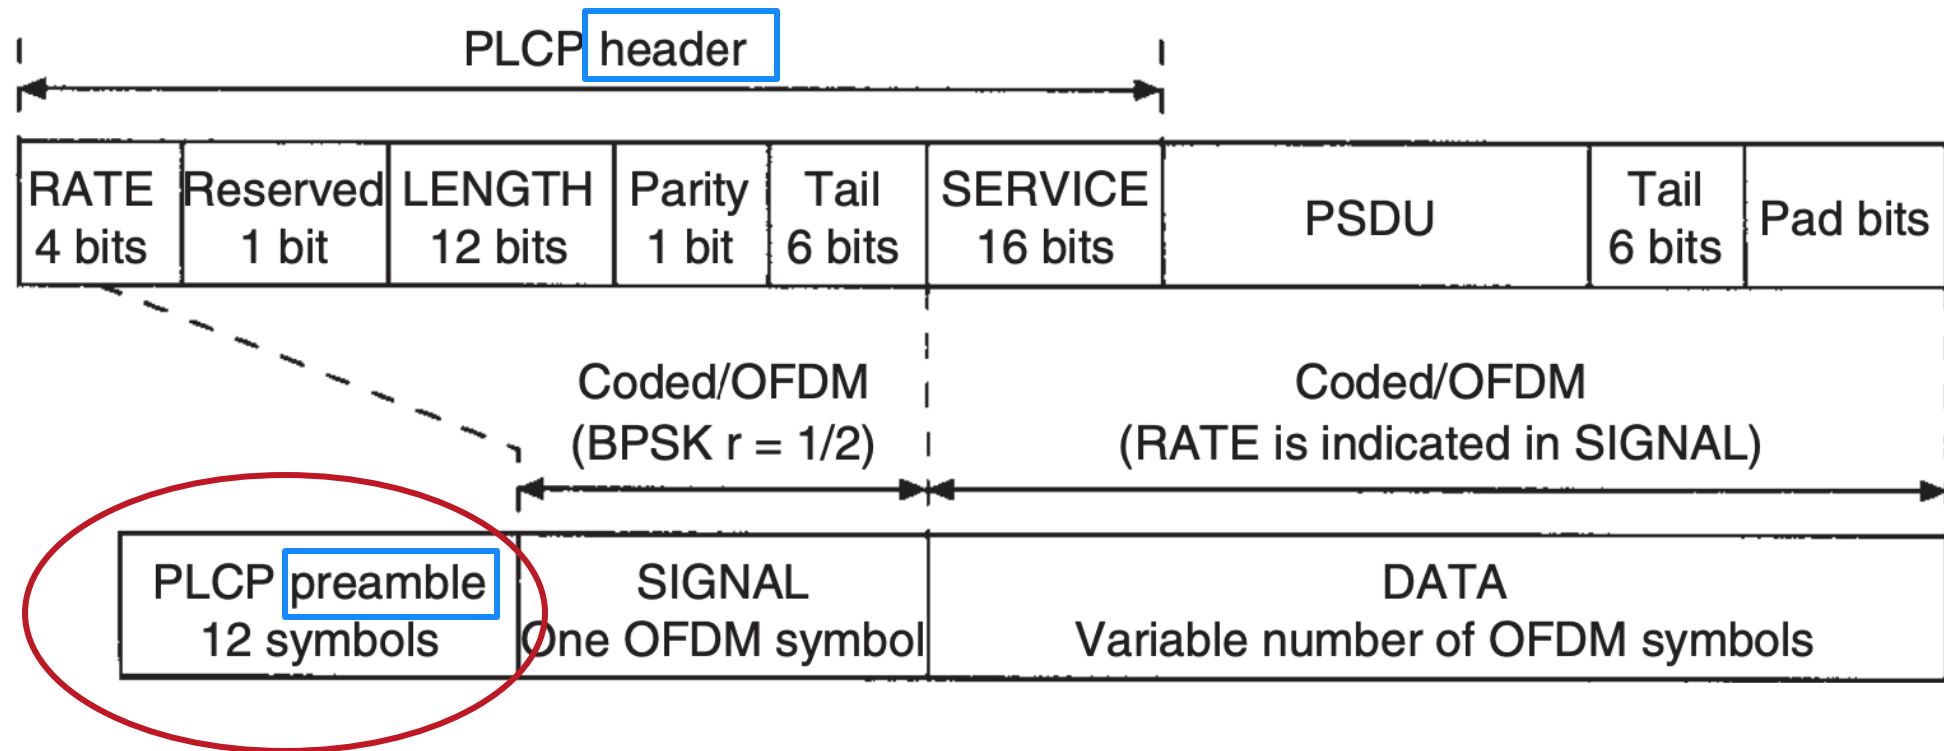 PLCP header
RATE Reserved LENGTH Parity Tail SERVICE PSDU Tail Pad bits
4 bits 1 bit 12 bits 1 bit 6 bits 16 bits 6 bits
Coded/OFDM Coded/OFDM
(BPSK r = 1/2) (RATE is indicated in SIGNAL)
PLCP preamble SIGNAL DATA
12 symbols One OFDM symbol Variable number of OFDM symbols